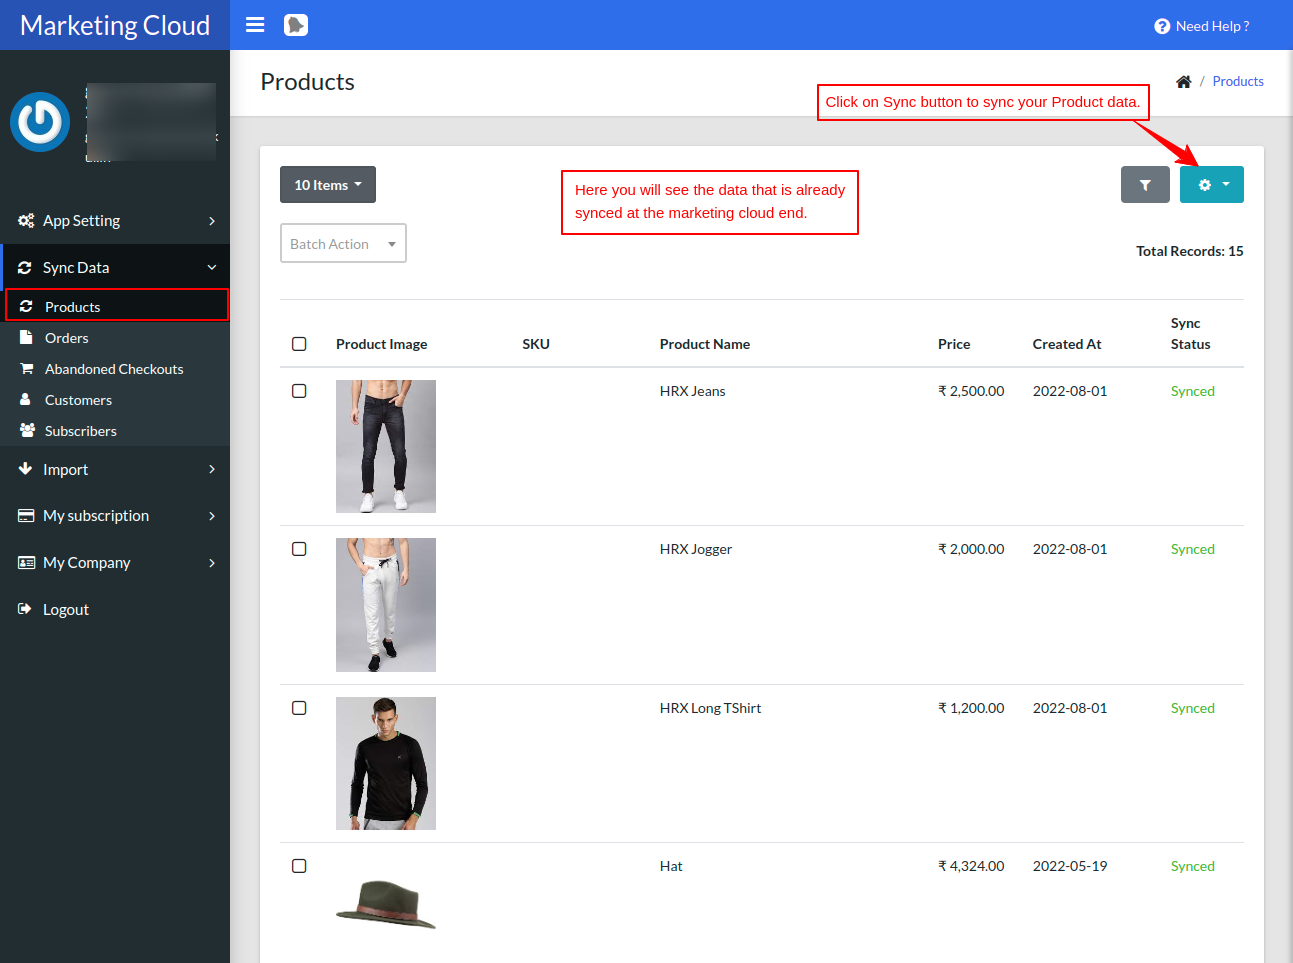 Marketing Cloud
Need Help ?
Products
/ Products
Click on Sync button to sync your Product data.
App Setting
Sync Data
Products
Orders
Abandoned Checkouts
Customers
Subscribers
Import
My subscription
My Company
Logout
10 Items
Here you will see the data that is already
synced at the marketing cloud end.
Batch Action
Total Records: 15
Product Image SKU Product Name Price Created At Sync
Status
HRX Jeans ₹ 2,500.00 2022-08-01 Synced
HRX Jogger ₹ 2,000.00 2022-08-01 Synced
HRX Long TShirt ₹ 1,200.00 2022-08-01 Synced
Hat ₹ 4,324.00 2022-05-19 Synced